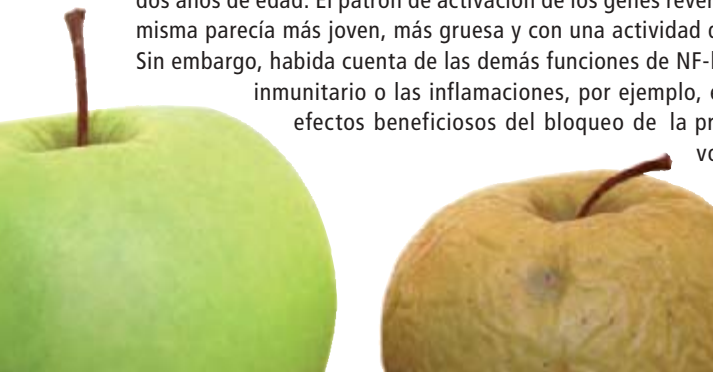 dos años de edad. El patrón de activación de los genes
misma parecía más joven, más gruesa y con una actividad
Sin embargo, habida cuenta de las demás funciones de
inmunitario o las inflamaciones, por ejemplo,
efectos beneficiosos del bloqueo de la